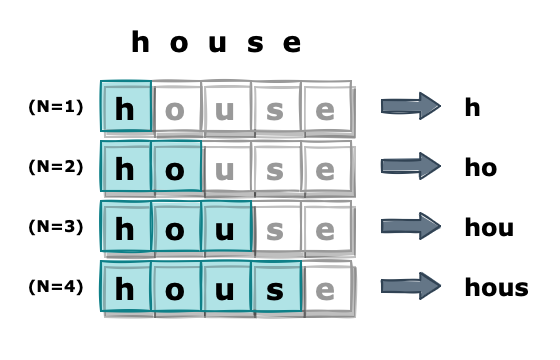 h o u s e
(N=1) h o u s e h
(N=2) h o u s e ho
(N=3) h o u s e hou
(N=4) h o u s e hous